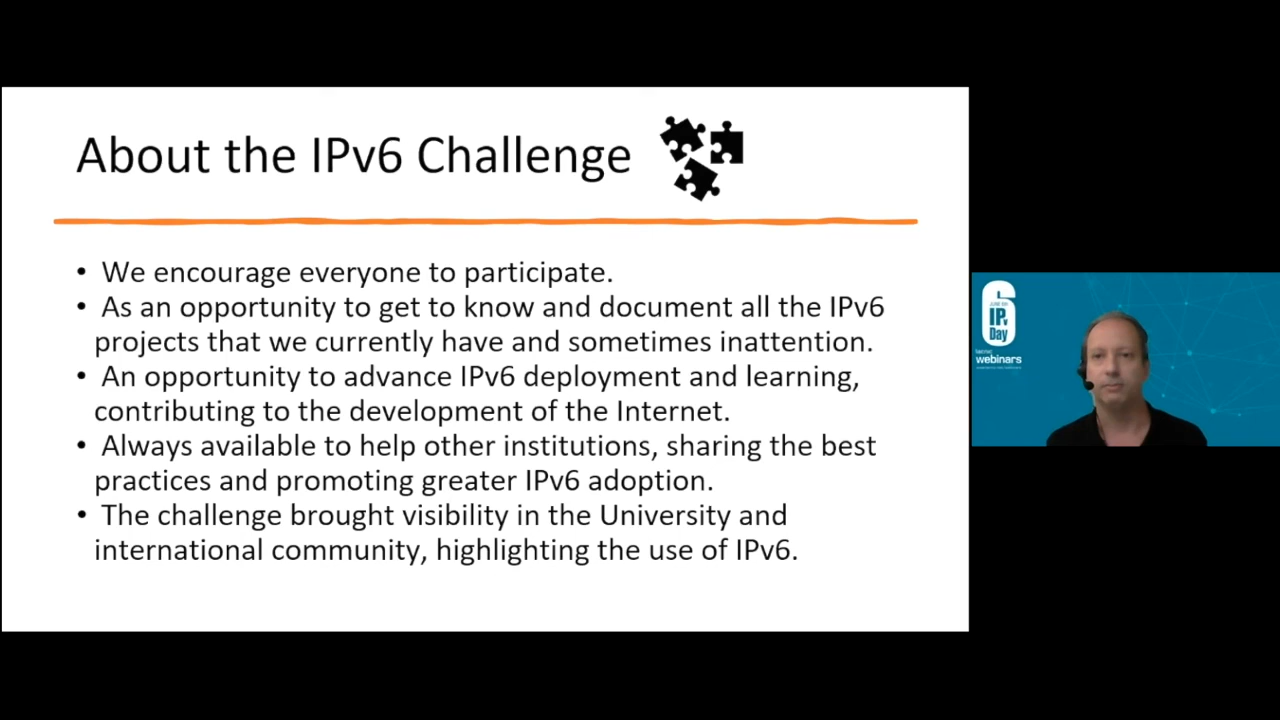 About the IPv6 Challenge
• We encourage everyone to participate.
• As an opportunity to get to know and document all the IPv6
projects that we currently have and sometimes inattention.
• An opportunity to advance IPv6 deployment and learning,
contributing to the development of the Internet.
• Always available to help other institutions, sharing the best
practices and promoting greater IPv6 adoption.
• The challenge brought visibility in the University and
international community, highlighting the use of IPv6.
IPv
Day
webinars